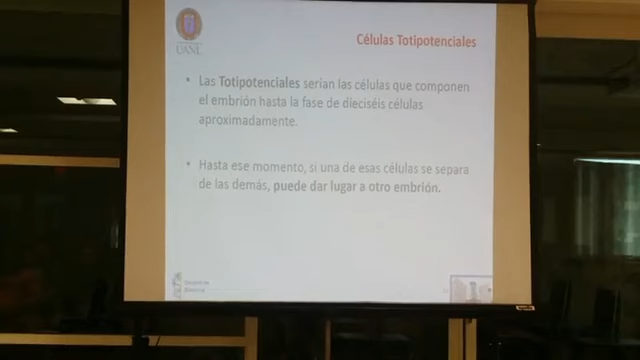 UANL
Células Totipotenciales
• Las Totipotenciales serían las células que componen
el embrión hasta la fase de dieciséis células
aproximadamente.
• Hasta ese momento, si una de esas células se separa
de las demás, puede dar lugar a otro embrión.